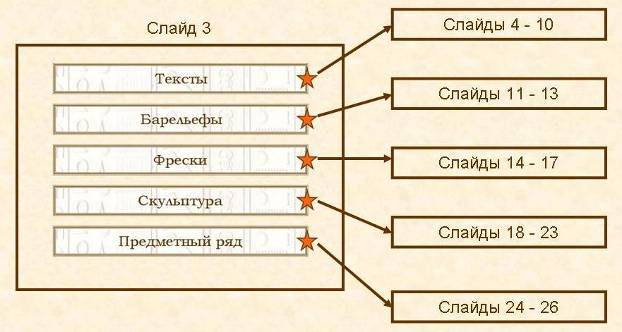 Слайд 3
Тексты
Барельефы
Фрески
Скульптура
Предметный ряд
Слайды 4 - 10
Слайды 11 - 13
Слайды 14 - 17
Слайды 18 - 23
Слайды 24 - 26